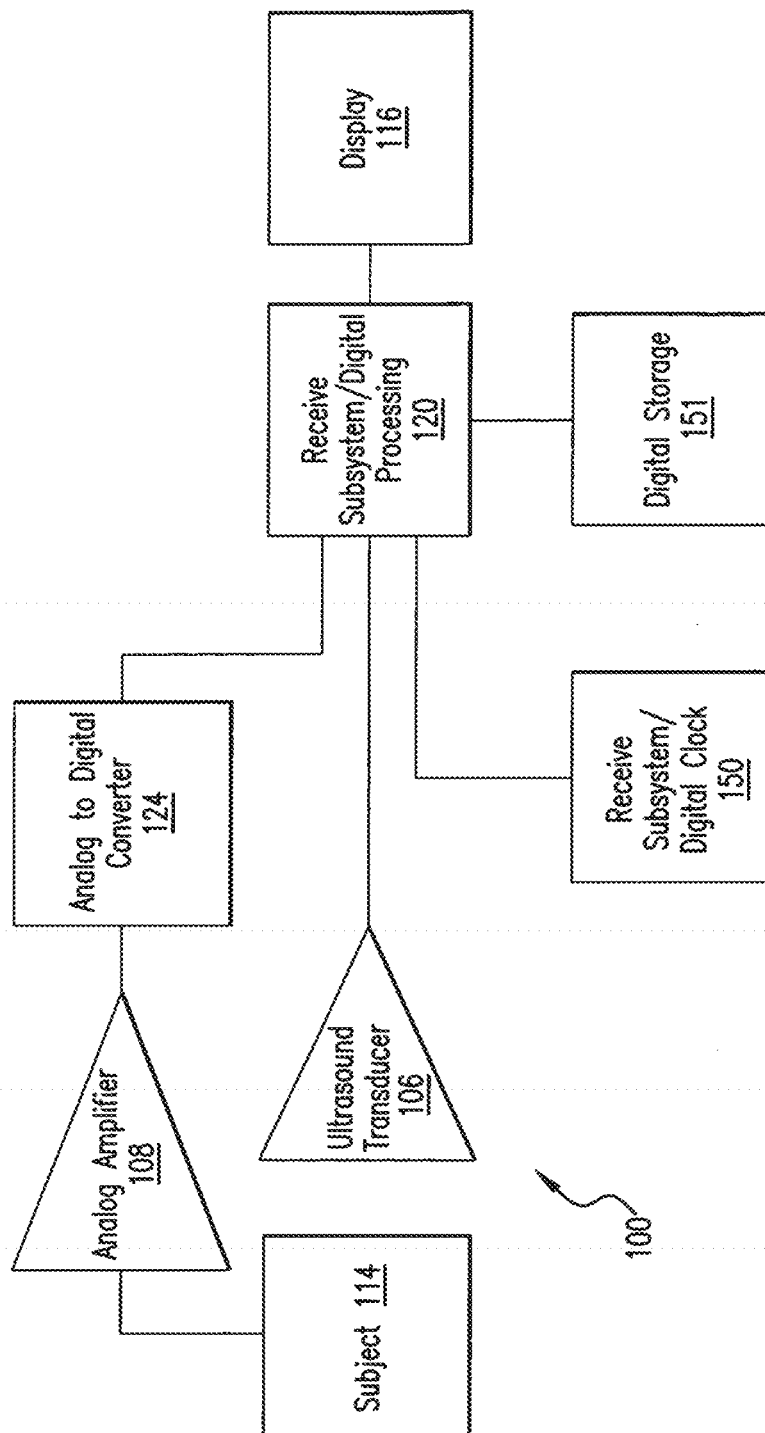 Subject 114
Analog Amplifier
108
Analog to Digital
Converter
124
Ultrasound
Transducer
106
Receive
Subsystem/Digital
Processing
120
Display
116
Receive
Subsystem/
Digital Clock
150
Digital Storage
151
100